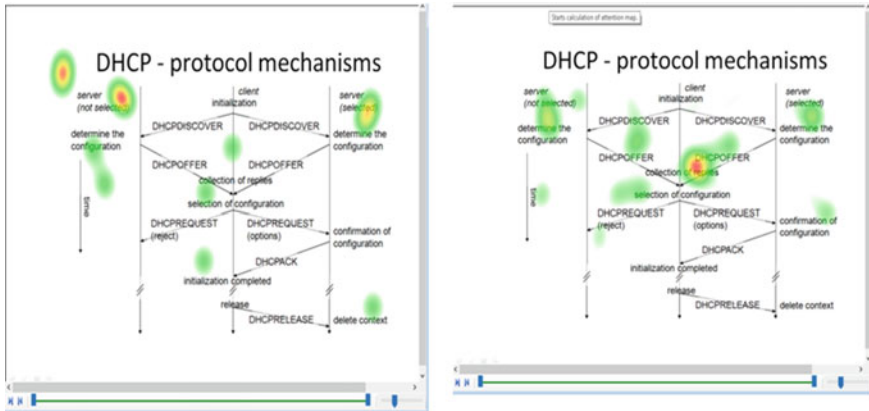 DHCP - protocol mechanisms
client
server
(not selected)
initialization
server
(selected)
DHCPDISCOVER
DHCPDISCOVER
determine the
configuration
determine the
configuration
DHCPOFFER
DHCPOFFER
collection of replies
time
selection of configuration
DHCPREQUEST
(reject)
DHCPREQUEST
(options)
confirmation of
configuration
DHCPACK
initialization completed
release
DHCPRELEASE
delete context
Starts calculation of attention map.
DHCP - protocol mechanisms
client
server
(not selected)
initialization
server
(selected)
DHCPDISCOVER
DHCPDISCOVER
determine the
configuration
determine the
configuration
DHCPOFFER
DHCPOFFER
collection of replies
time
selection of configuration
DHCPREQUEST
(reject)
DHCPREQUEST
(options)
confirmation of
configuration
DHCPACK
initialization completed
release
DHCPRELEASE
delete context